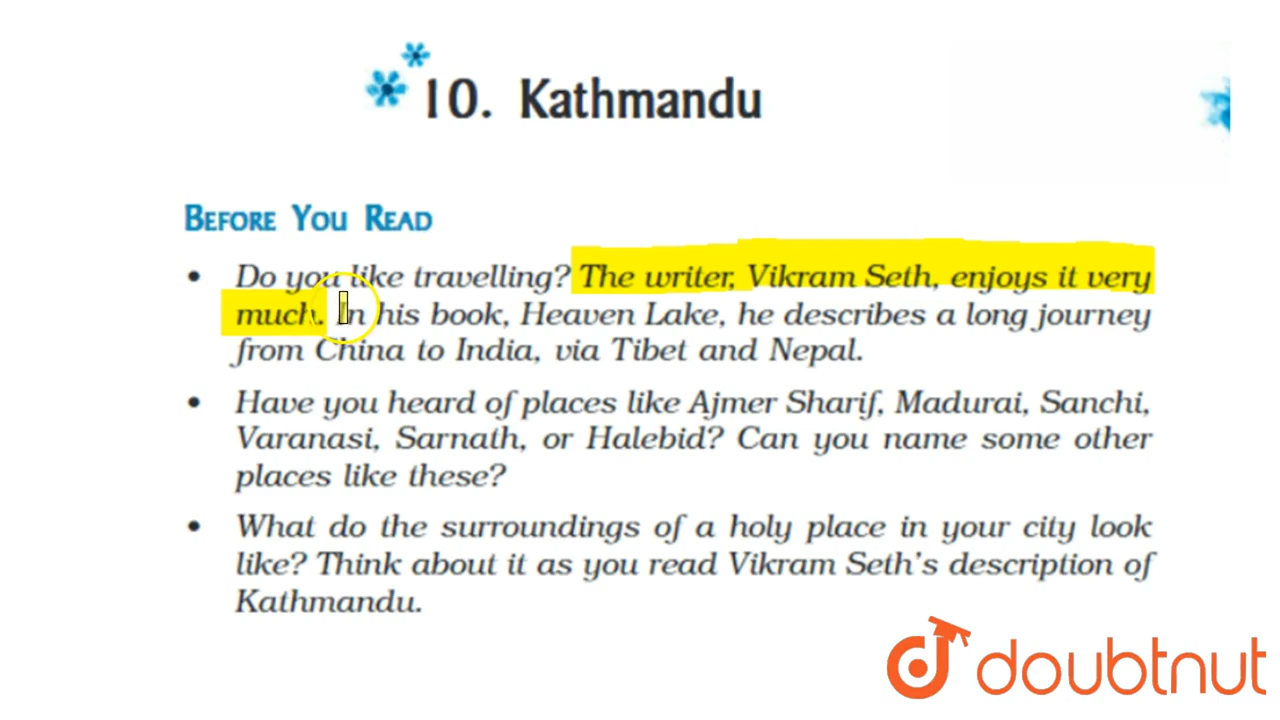 10. Kathmandu
BEFORE YOU READ
• Do you like travelling? The writer, Vikram Seth, enjoys it very
much. In his book, Heaven Lake, he describes a long journey
from China to India, via Tibet and Nepal.
• Have you heard of places like Ajmer Sharif, Madurai, Sanchi,
Varanasi, Sarnath, or Halebid? Can you name some other
places like these?
• What do the surroundings of a holy place in your city look
like? Think about it as you read Vikram Seth's description of
Kathmandu.
doubtnut